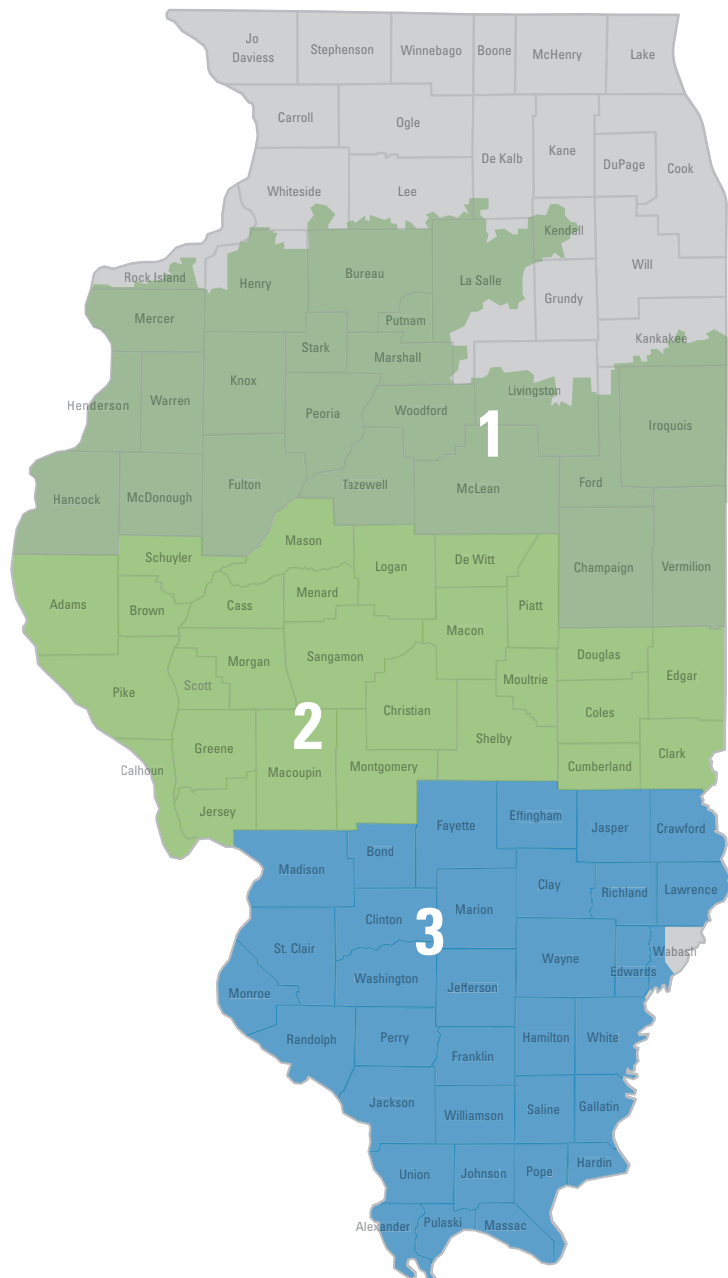 Jo
Daviess
Stephenson
Winnebago
Boone
McHenry
Lake
Carroll
Ogle
De Kalb
Kane
DuPage
Cook
Whiteside
Lee
Kendall
Rock Island
Henry
Bureau
La Salle
Will
Grundy
Mercer
Putnam
Kankakee
Stark
Marshall
Henderson
Warren
Knox
Peoria
Woodford
Livingston
1
Iroquois
Hancock
McDonough
Fulton
Tazewell
McLean
Ford
Mason
Schuyler
Logan
De Witt
Champaign
Vermilion
Adams
Brown
Cass
Menard
Piatt
Macon
Pike
Scott
Morgan
Sangamon
Moultrie
Douglas
Edgar
Christian
Coles
2
Greene
Shelby
Calhoun
Macoupin
Montgomery
Cumberland
Clark
Jersey
Fayette
Effingham
Jasper
Crawford
Madison
Bond
Clay
Richland
Lawrence
Clinton
Marion
3
St. Clair
Wayne
Wabash
Edwards
Washington
Jefferson
Monroe
Randolph
Perry
Hamilton
White
Franklin
Jackson
Williamson
Saline
Gallatin
Union
Johnson
Pope
Hardin
Alexander
Pulaski
Massac